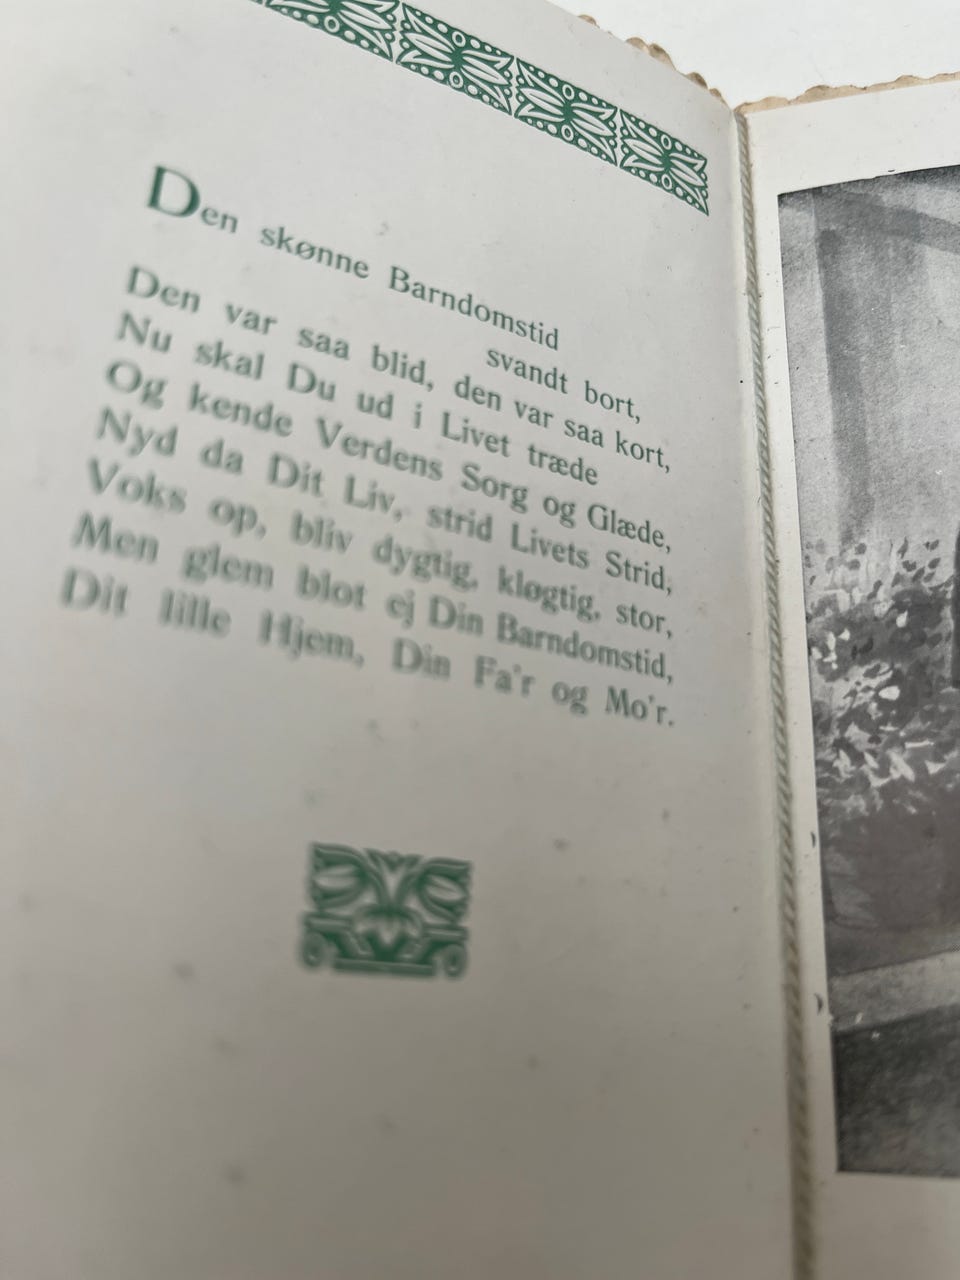 Den skønne Barndomstid
svandt bort,
Den var saa blid, den var saa kort,
Nu skal Du ud i Livet træde
Og kende Verdens Sorg og Glæde,
Nyd da Dit Liv, strid Livets Strid,
Voks op, bliv dygtig, kløgtig, stor,
Men glem blot ej Din Barndomstid,
Dit lille Hjem, Din Fa'r og Mo'r.